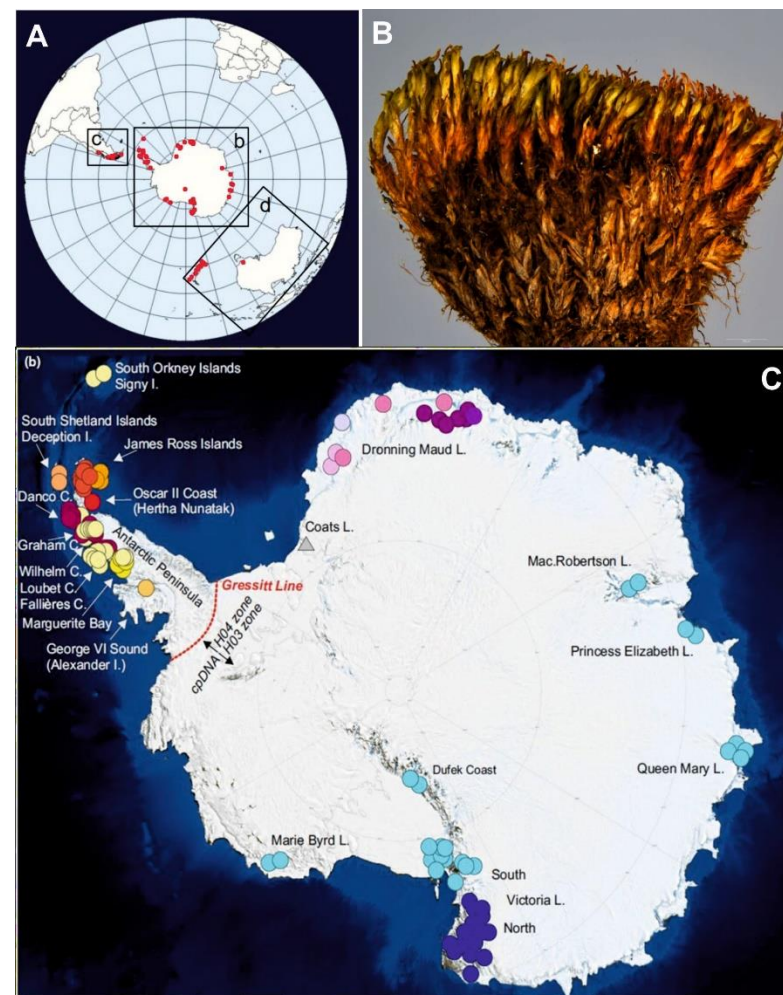 A
B
c
b
d
(b)
C
South Orkney Islands
Signy I.
South Shetland Islands
Deception I.
James Ross Islands
Dronning Maud L.
Danco C.
Oscar II Coast
(Hertha Nunatak)
Coats L.
Graham C.
Antarctic Peninsula
Wilhelm C.
Loubet C.
Fallières C.
Gressitt Line
Mac.Robertson L.
Marguerite Bay
H04 zone
cpDNA
H03 zone
George VI Sound
(Alexander I.)
Princess Elizabeth L.
Queen Mary L.
Dufek Coast
Marie Byrd L.
South
Victoria L.
North